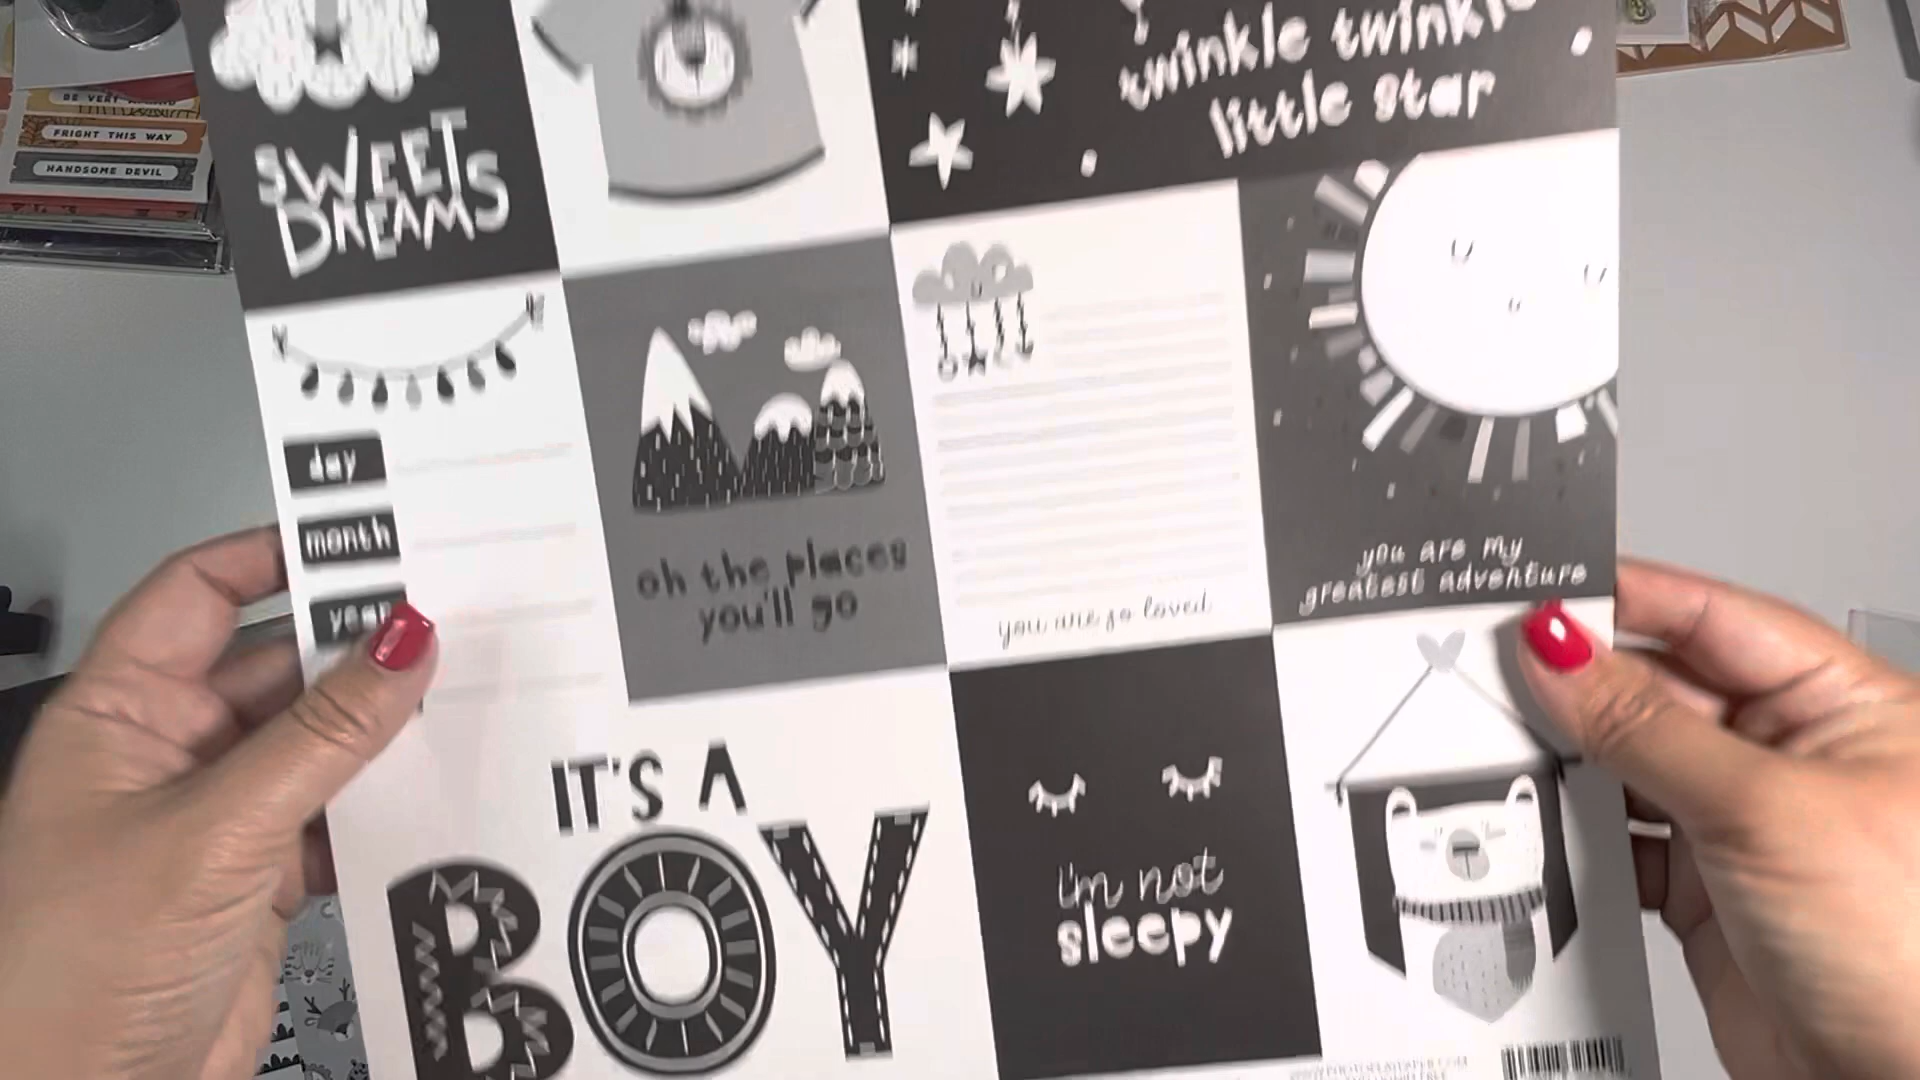 twinkle twinkle
little star
BE VERY AFRAID
FRIGHT THIS WAY
HANDSOME DEVIL
SWEET
DREAMS
day
month
year
oh the places
you'll go
you are so loved
you are my
greatest adventure
IT'S A
BOY
i'm not
sleepy